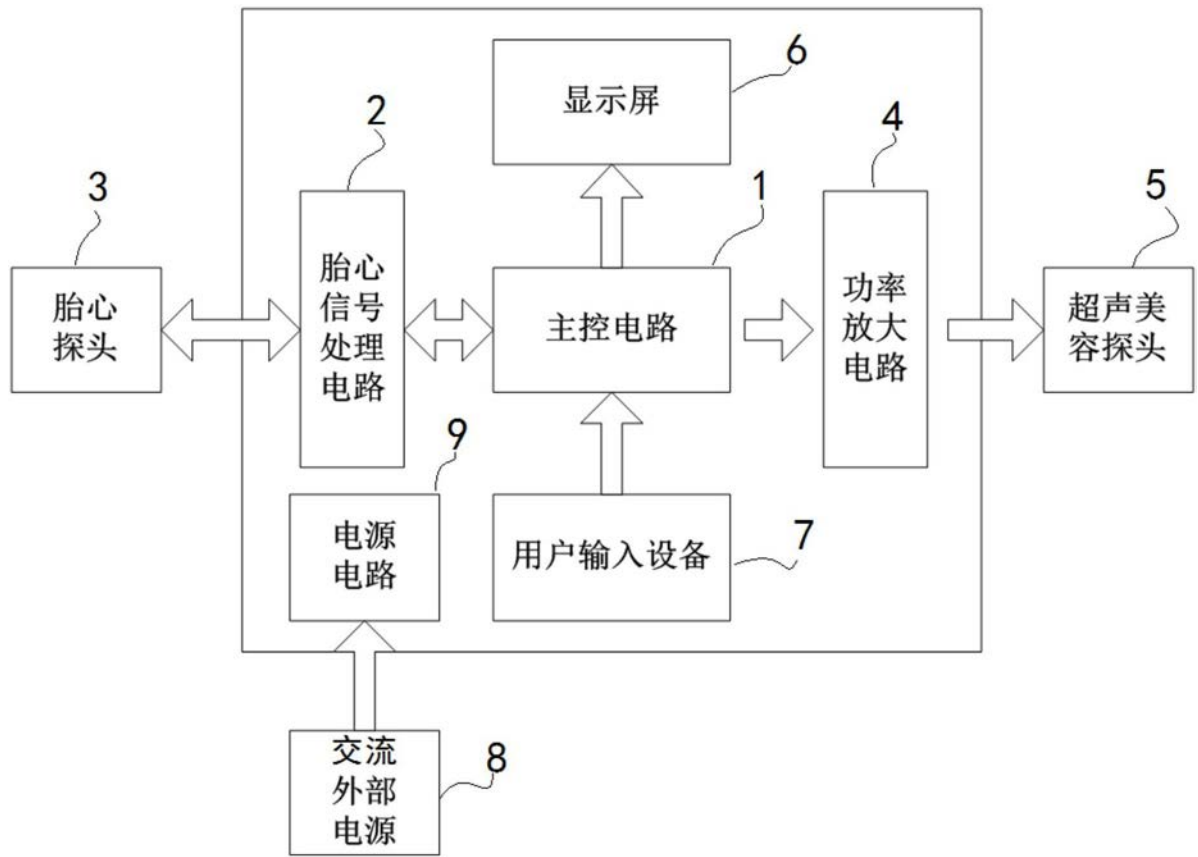 6
显示屏
2
4
3
1
5
胎心
探头
胎心
信号
处理
电路
主控电路
功率
放大
电路
超声美
容探头
9
电源
电路
用户输入设备
7
交流
外部
电源
8